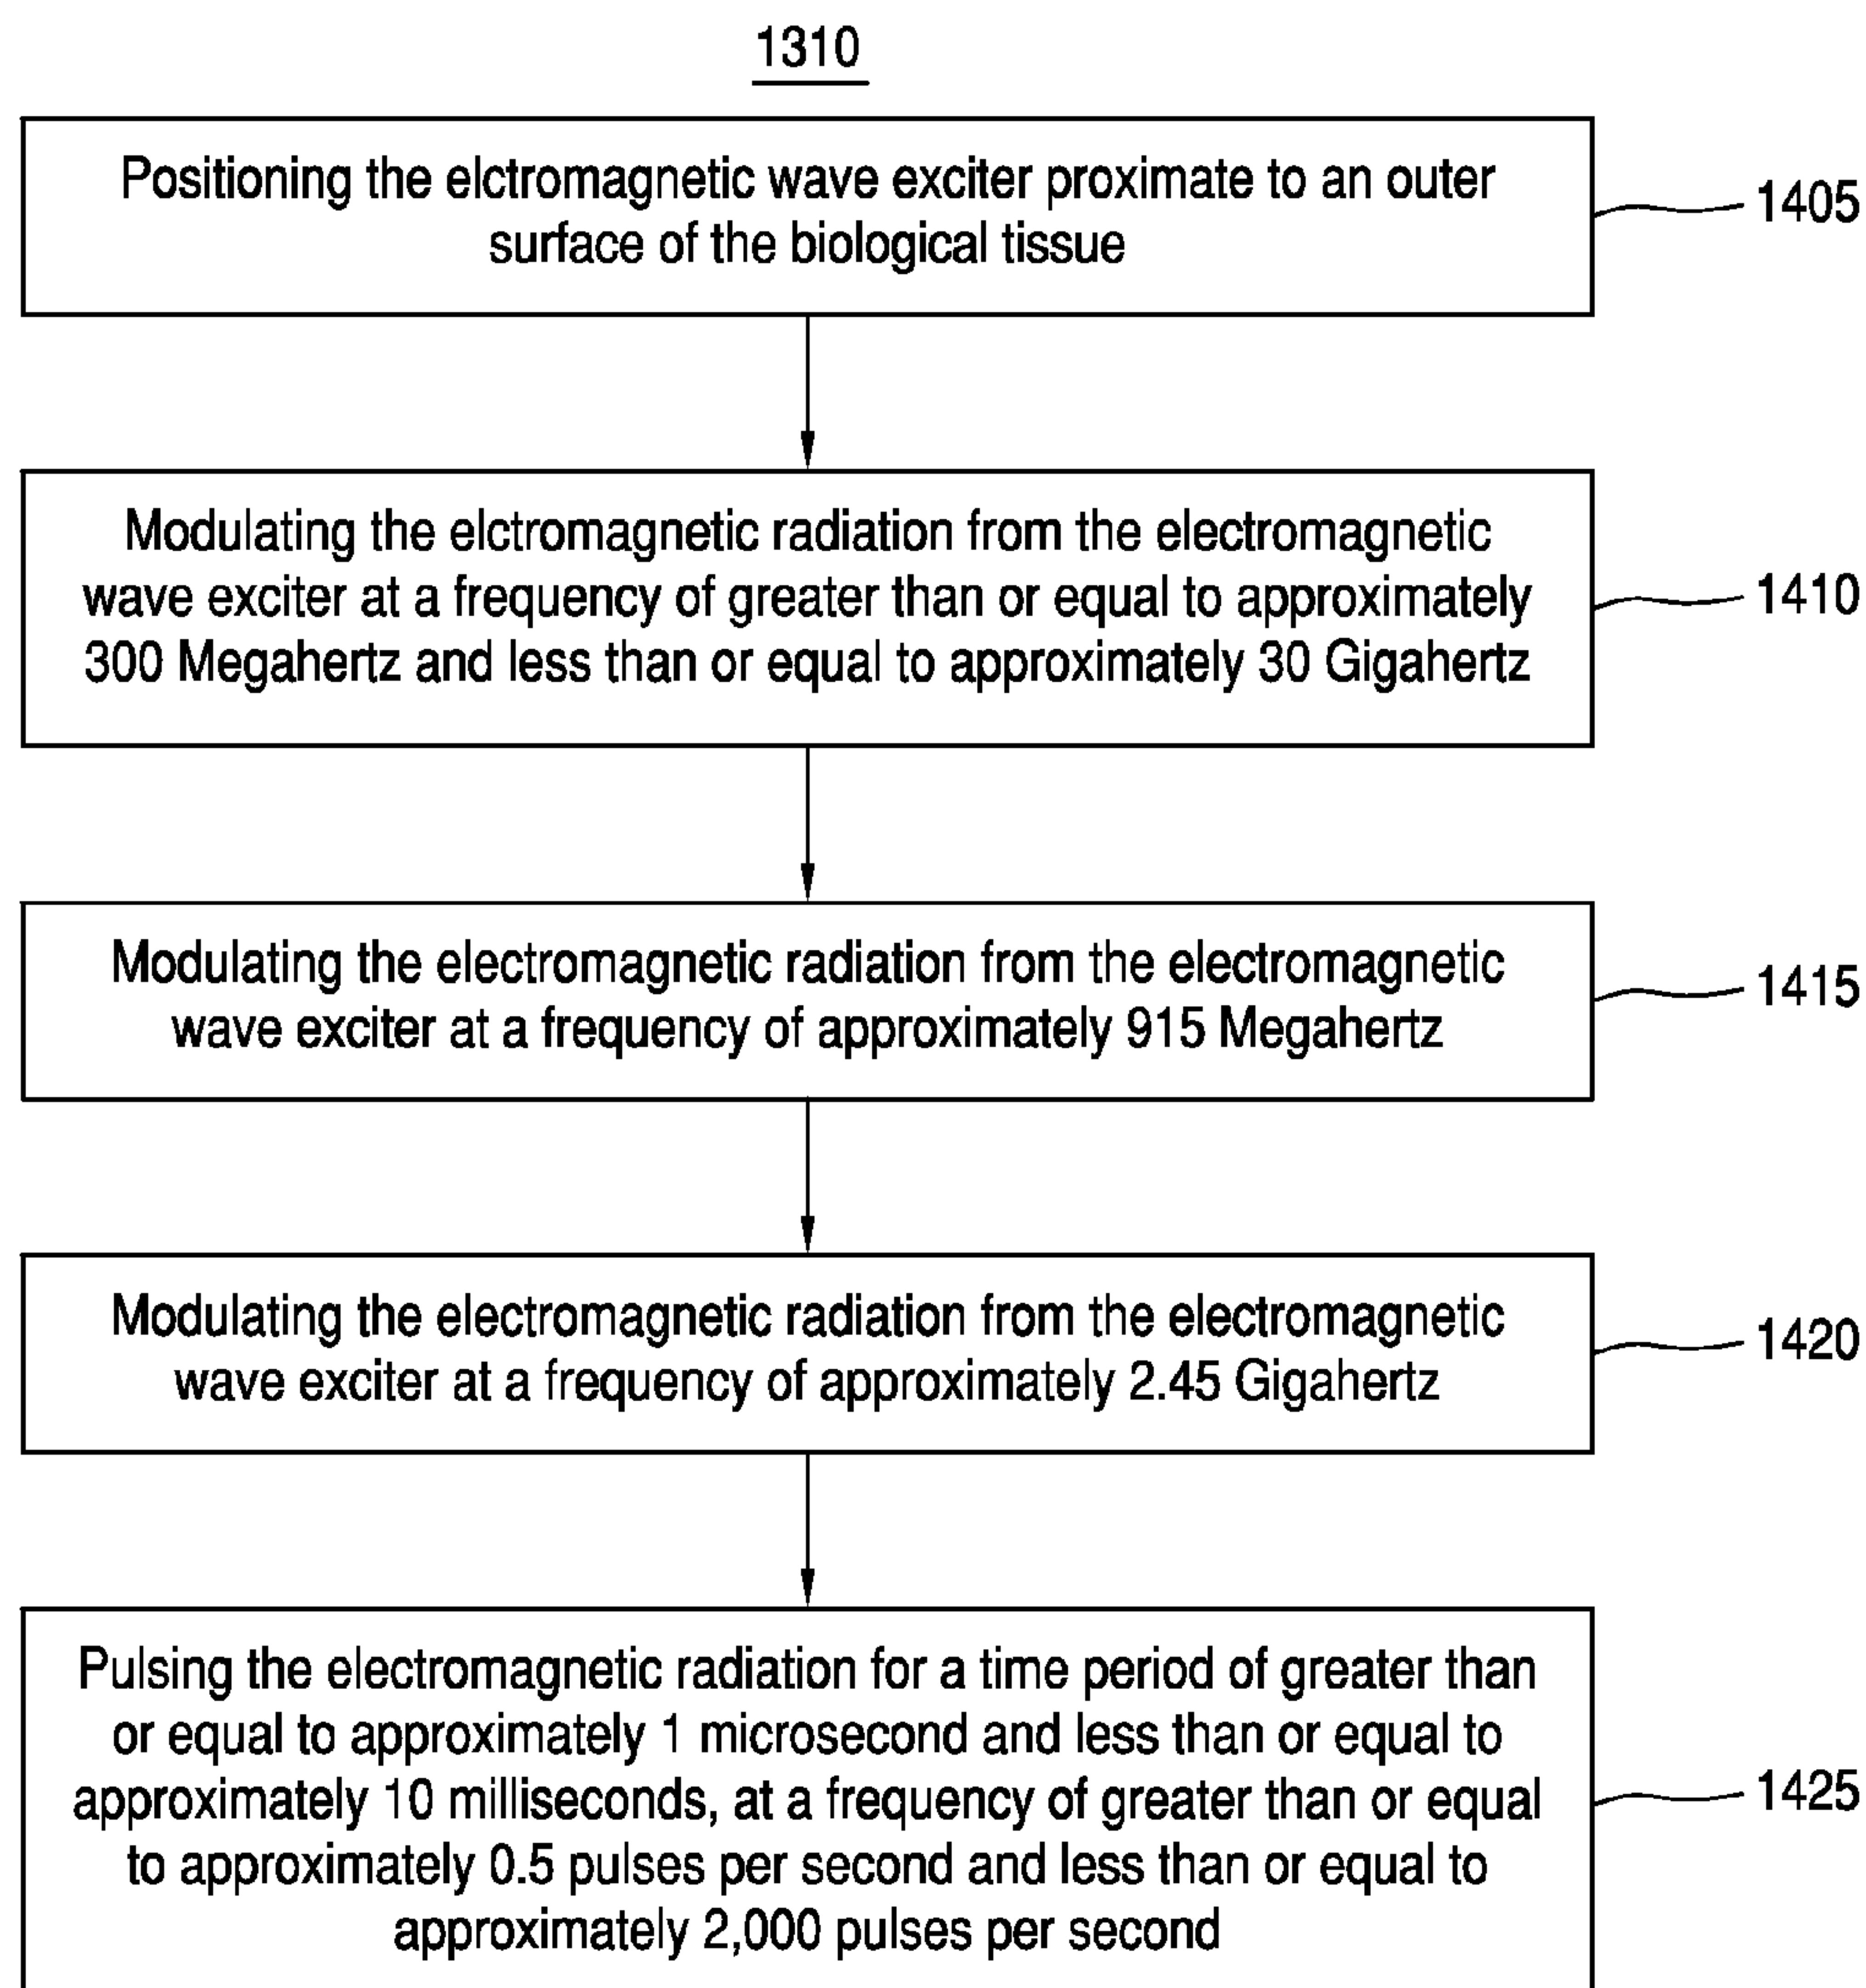 1310
Positioning the elctromagnetic wave exciter proximate to an outer
surface of the biological tissue
1405
Modulating the elctromagnetic radiation from the electromagnetic
wave exciter at a frequency of greater than or equal to approximately
300 Megahertz and less than or equal to approximately 30 Gigahertz
1410
Modulating the electromagnetic radiation from the electromagnetic
wave exciter at a frequency of approximately 915 Megahertz
1415
Modulating the electromagnetic radiation from the electromagnetic
wave exciter at a frequency of approximately 2.45 Gigahertz
1420
Pulsing the electromagnetic radiation for a time period of greater than
or equal to approximately 1 microsecond and less than or equal to
approximately 10 milliseconds, at a frequency of greater than or equal
to approximately 0.5 pulses per second and less than or equal to
approximately 2,000 pulses per second
1425